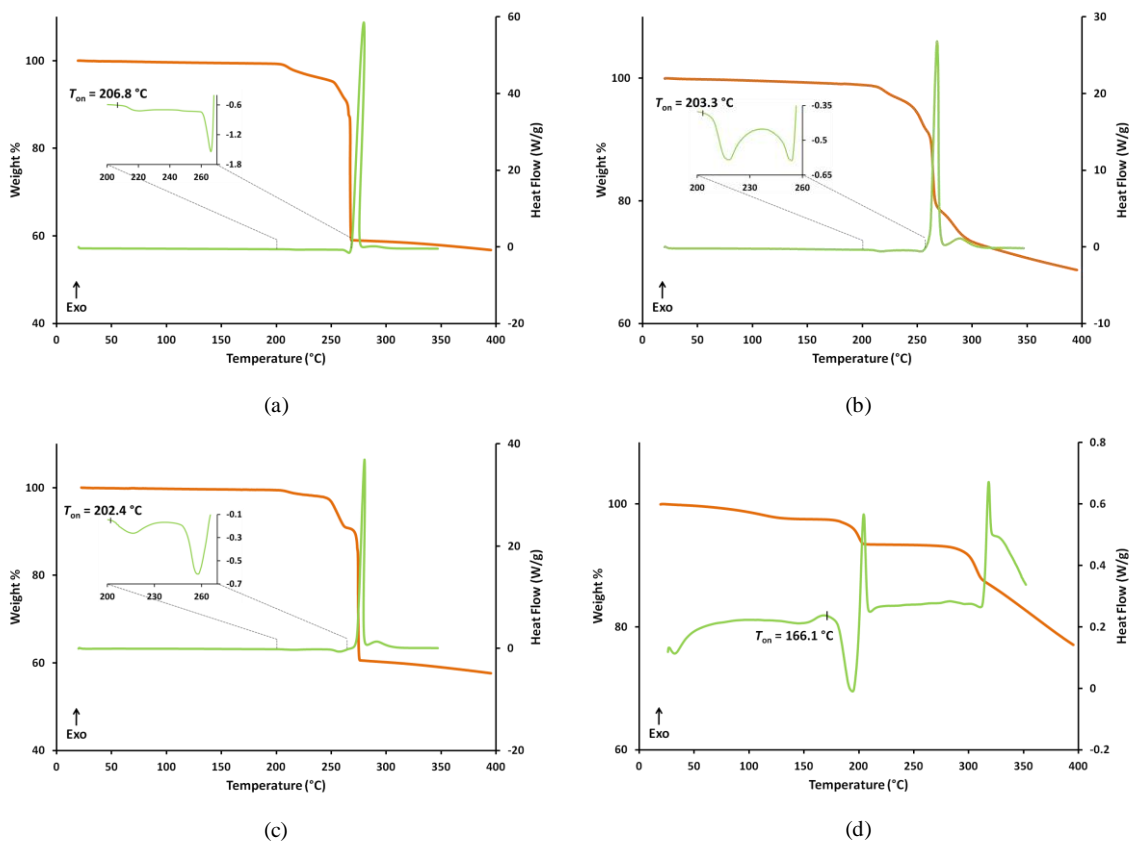 60
100
40
T on = 206.8 °C
-0.6
80
20
-1.2
-1.8
200 220 240 260
60
0
Exo
40
-20
0 50 100 150 200 250 300 350 400
Temperature (°C)
Weight %
Heat Flow (W/g)
(a)
30
100
20
T on = 203.3 °C
-0.35
-0.5
-0.65
200 230 260
80
10
0
Exo
60
-10
0 50 100 150 200 250 300 350 400
Temperature (°C)
Weight %
Heat Flow (W/g)
(b)
40
100
T on = 202.4 °C
-0.1
-0.3
-0.5
-0.7
200 230 260
80
20
60
0
Exo
40
-20
0 50 100 150 200 250 300 350 400
Temperature (°C)
Weight %
Heat Flow (W/g)
(c)
0.8
100
0.6
0.4
80
0.2
T on = 166.1 °C
0
Exo
60
-0.2
0 50 100 150 200 250 300 350 400
Temperature (°C)
Weight %
Heat Flow (W/g)
(d)